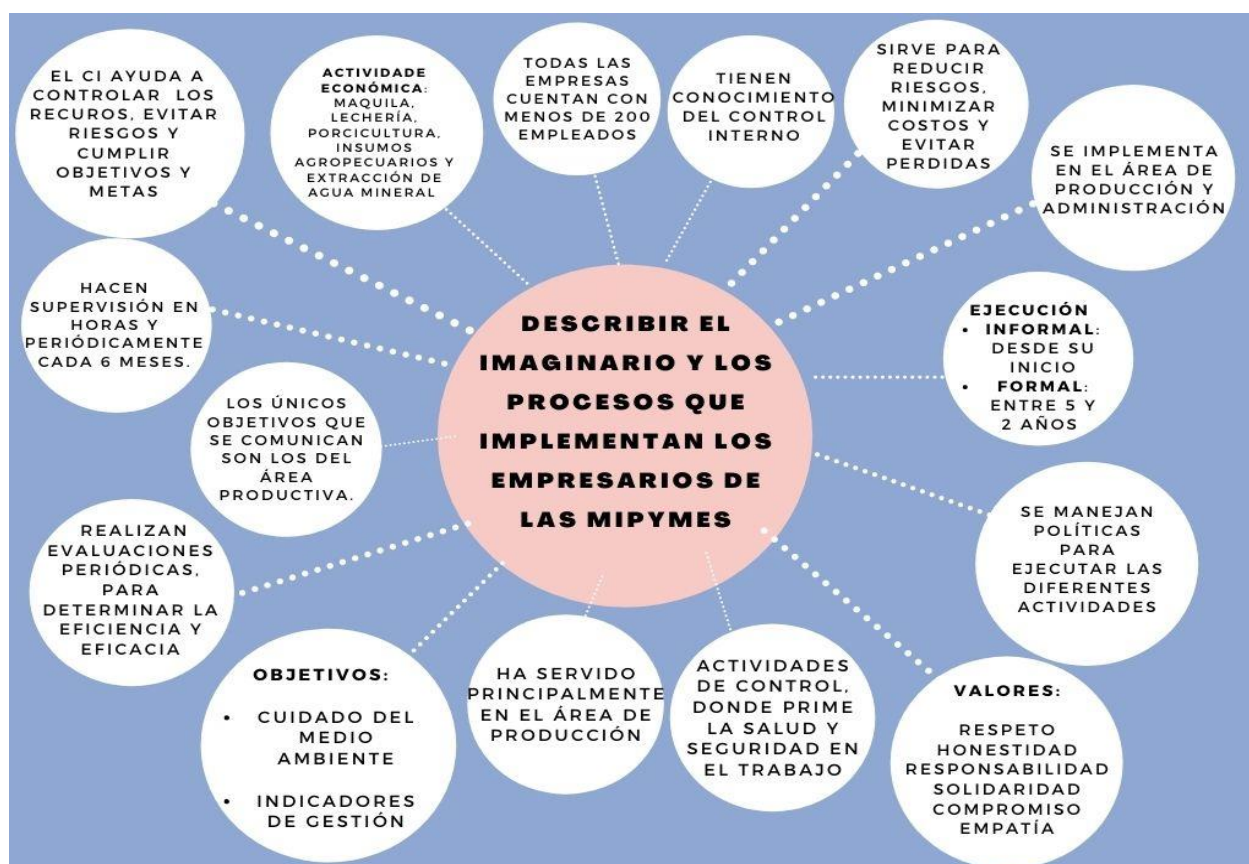 EL CI AYUDA A
CONTROLAR LOS
RECUROS, EVITAR
RIESGOS Y
CUMPLIR
OBJETIVOS Y
METAS
ACTIVIDADE
ECONÓMICA:
MAQUILA,
LECHERÍA,
PORCICULTURA,
INSUMOS
AGROPECUARIOS Y
EXTRACCIÓN DE
AGUA MINERAL
TODAS LAS
EMPRESAS
CUENTAN CON
MENOS DE 200
EMPLEADOS
TIENEN
CONOCIMIENTO
DEL CONTROL
INTERNO
SIRVE PARA
REDUCIR
RIESGOS,
MINIMIZAR
COSTOS Y
EVITAR
PERDIDAS
SE IMPLEMENTA
EN EL ÁREA DE
PRODUCCIÓN Y
ADMINISTRACIÓN
HACEN
SUPERVISIÓN EN
HORAS Y
PERIÓDICAMENTE
CADA 6 MESES.
DESCRIBIR EL
IMAGINARIO Y LOS
PROCESOS QUE
IMPLEMENTAN LOS
EMPRESARIOS DE
LAS MIPYMES
EJECUCIÓN
• INFORMAL:
DESDE SU
INICIO
• FORMAL:
ENTRE 5 Y
2 AÑOS
LOS ÚNICOS
OBJETIVOS QUE
SE COMUNICAN
SON LOS DEL
ÁREA
PRODUCTIVA.
SE MANEJAN
POLÍTICAS
PARA
EJECUTAR LAS
DIFERENTES
ACTIVIDADES
REALIZAN
EVALUACIONES
PERIÓDICAS,
PARA
DETERMINAR LA
EFICIENCIA Y
EFICACIA
OBJETIVOS:
• CUIDADO DEL
MEDIO
AMBIENTE
• INDICADORES
DE GESTIÓN
HA SERVIDO
PRINCIPALMENTE
EN EL ÁREA DE
PRODUCCIÓN
ACTIVIDADES
DE CONTROL,
DONDE PRIME
LA SALUD Y
SEGURIDAD EN
EL TRABAJO
VALORES:
RESPETO
HONESTIDAD
RESPONSABILIDAD
SOLIDARIDAD
COMPROMISO
EMPATÍA